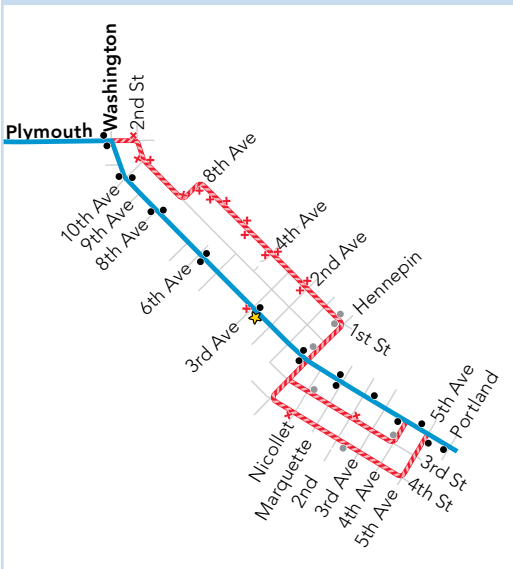 Washington
2nd St
Plymouth
8th Ave
10th Ave
9th Ave
8th Ave
4th Ave
2nd Ave
6th Ave
Hennepin
3rd Ave
1st St
5th Ave
Portland
Nicollet
Marquette
2nd
3rd Ave
4th Ave
5th Ave
3rd St
4th St